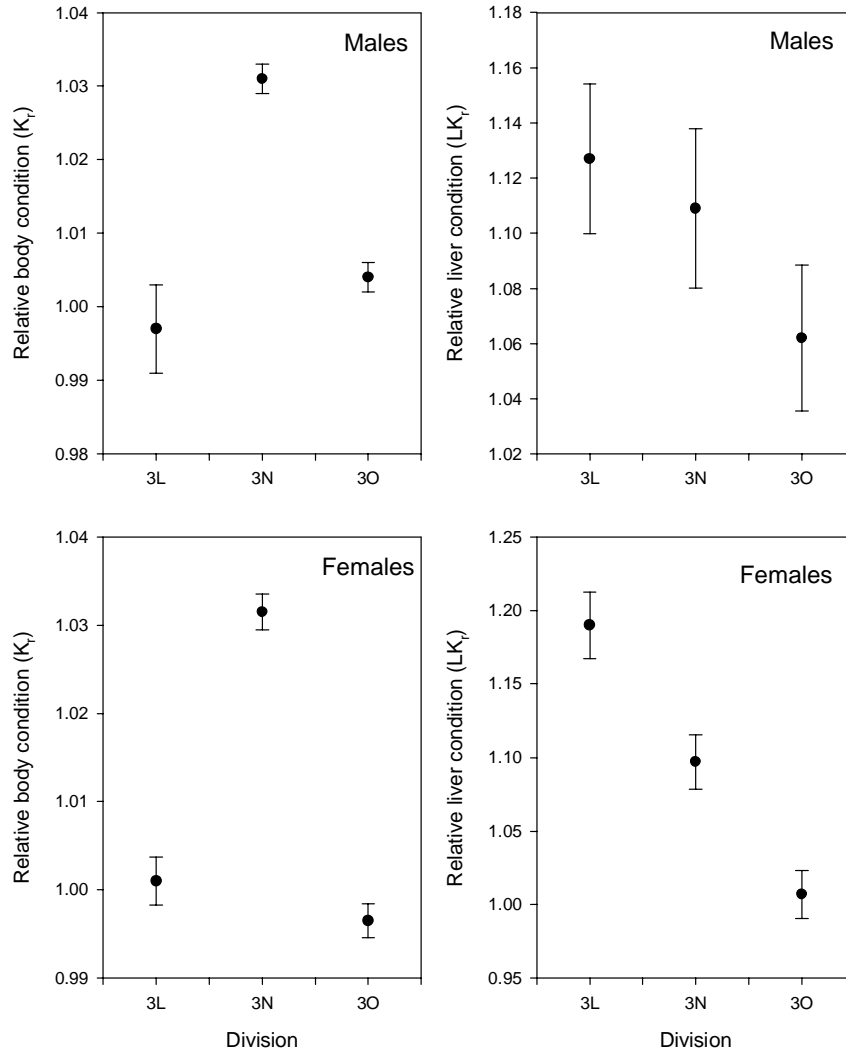 Males
Relative body condition (Kr)
1.04
1.03
1.02
1.01
1.00
0.99
0.98
3L
3N
3O
Males
Relative liver condition (LKr)
1.18
1.16
1.14
1.12
1.10
1.08
1.06
1.04
1.02
3L
3N
3O
Females
Relative body condition (Kr)
1.04
1.03
1.02
1.01
1.00
0.99
3L
3N
3O
Division
Females
Relative liver condition (LKr)
1.25
1.20
1.15
1.10
1.05
1.00
0.95
3L
3N
3O
Division